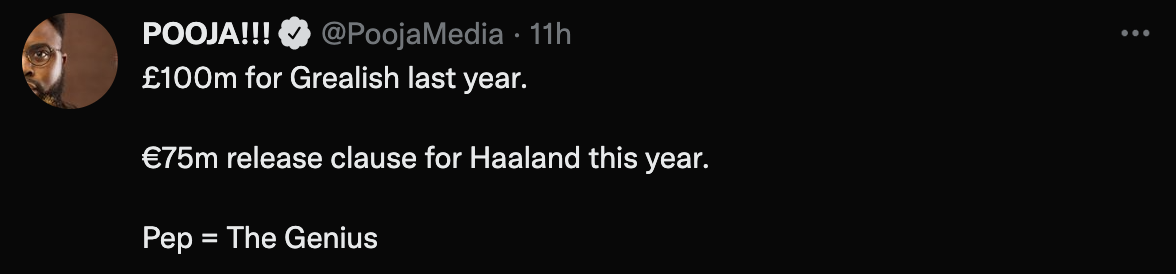 POOJA!!! @PoojaMedia · 11h
£100m for Grealish last year.
€75m release clause for Haaland this year.
Pep = The Genius